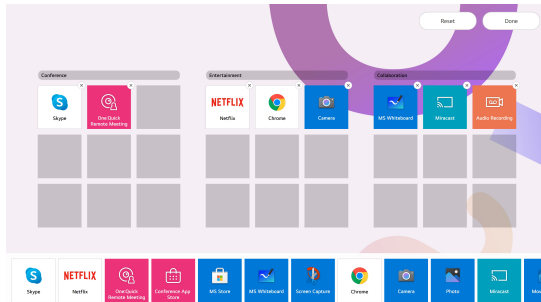 Reset Done
Conference Entertainment Collaboration
Skype
One:Quick
Remote Meeting
NETFLIX
Netflix
Chrome
Camera
MS Whiteboard
Miracast
Audio Recording
Skype
NETFLIX
Netflix
One:Quick
Remote Meeting
Conference App
Store
MS Store
MS Whiteboard
Screen Capture
Chrome
Camera
Photo
Miracast